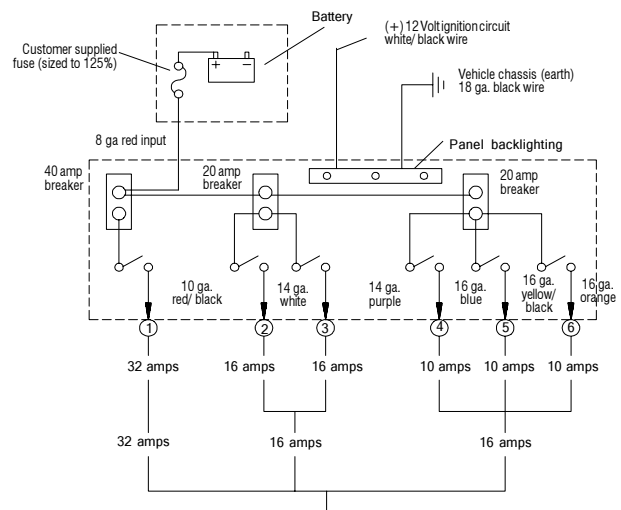 Battery
(+) 12 Volt ignition circuit
white/ black wire
Customer supplied
fuse (sized to 125%)
+ −
Vehicle chassis (earth)
18 ga. black wire
8 ga red input
Panel backlighting
40 amp
breaker
20 amp
breaker
20 amp
breaker
10 ga.
red/ black
14 ga.
white
14 ga.
purple
16 ga.
blue
16 ga.
yellow/
black
16 ga.
orange
1 2 3 4 5 6
32 amps 16 amps 16 amps 10 amps 10 amps 10 amps
32 amps 16 amps 16 amps